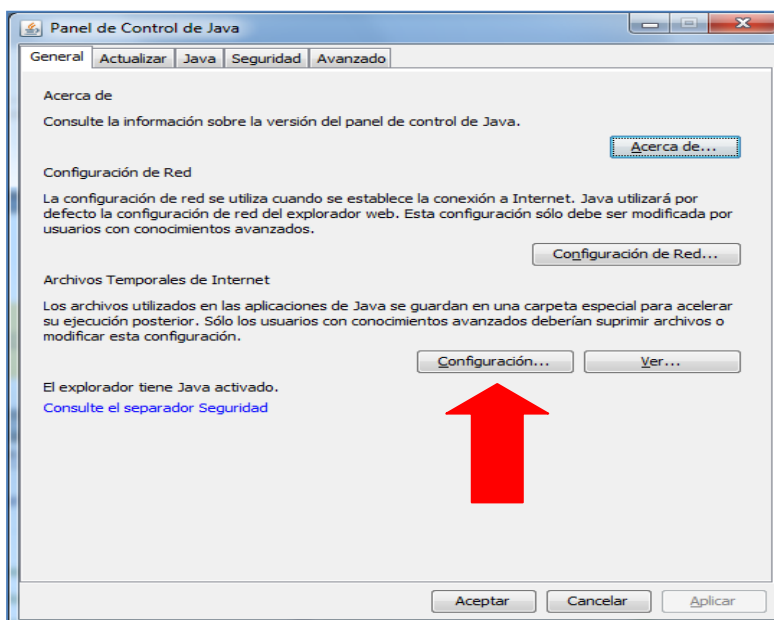 Panel de Control de Java
General Actualizar Java Seguridad Avanzado
Acerca de
Consulte la información sobre la versión del panel de control de Java.
Acerca de...
Configuración de Red
La configuración de red se utiliza cuando se establece la conexión a Internet. Java utilizará por
defecto la configuración de red del explorador web. Esta configuración sólo debe ser modificada por
usuarios con conocimientos avanzados.
Configuración de Red...
Archivos Temporales de Internet
Los archivos utilizados en las aplicaciones de Java se guardan en una carpeta especial para acelerar
su ejecución posterior. Sólo los usuarios con conocimientos avanzados deberían suprimir archivos o
modificar esta configuración.
Configuración... Ver...
El explorador tiene Java activado.
Consulte el separador Seguridad
Aceptar Cancelar Aplicar